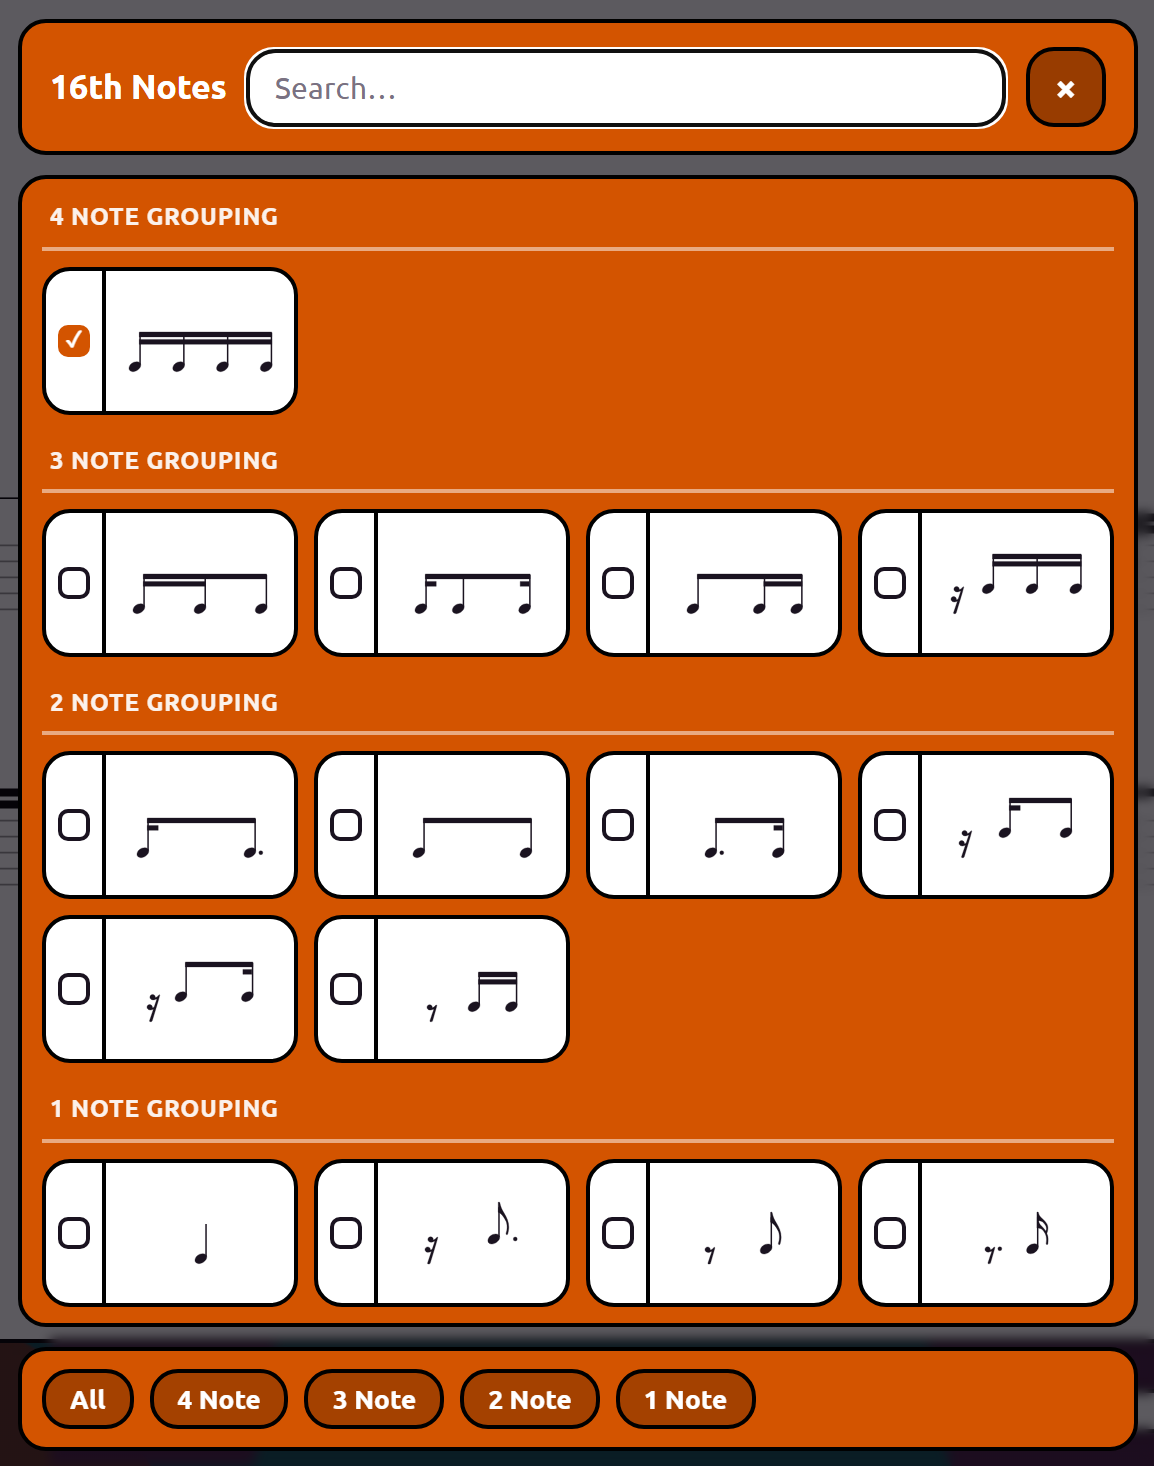 16th Notes
Search...
×
4 NOTE GROUPING
3 NOTE GROUPING
2 NOTE GROUPING
1 NOTE GROUPING
All
4 Note
3 Note
2 Note
1 Note